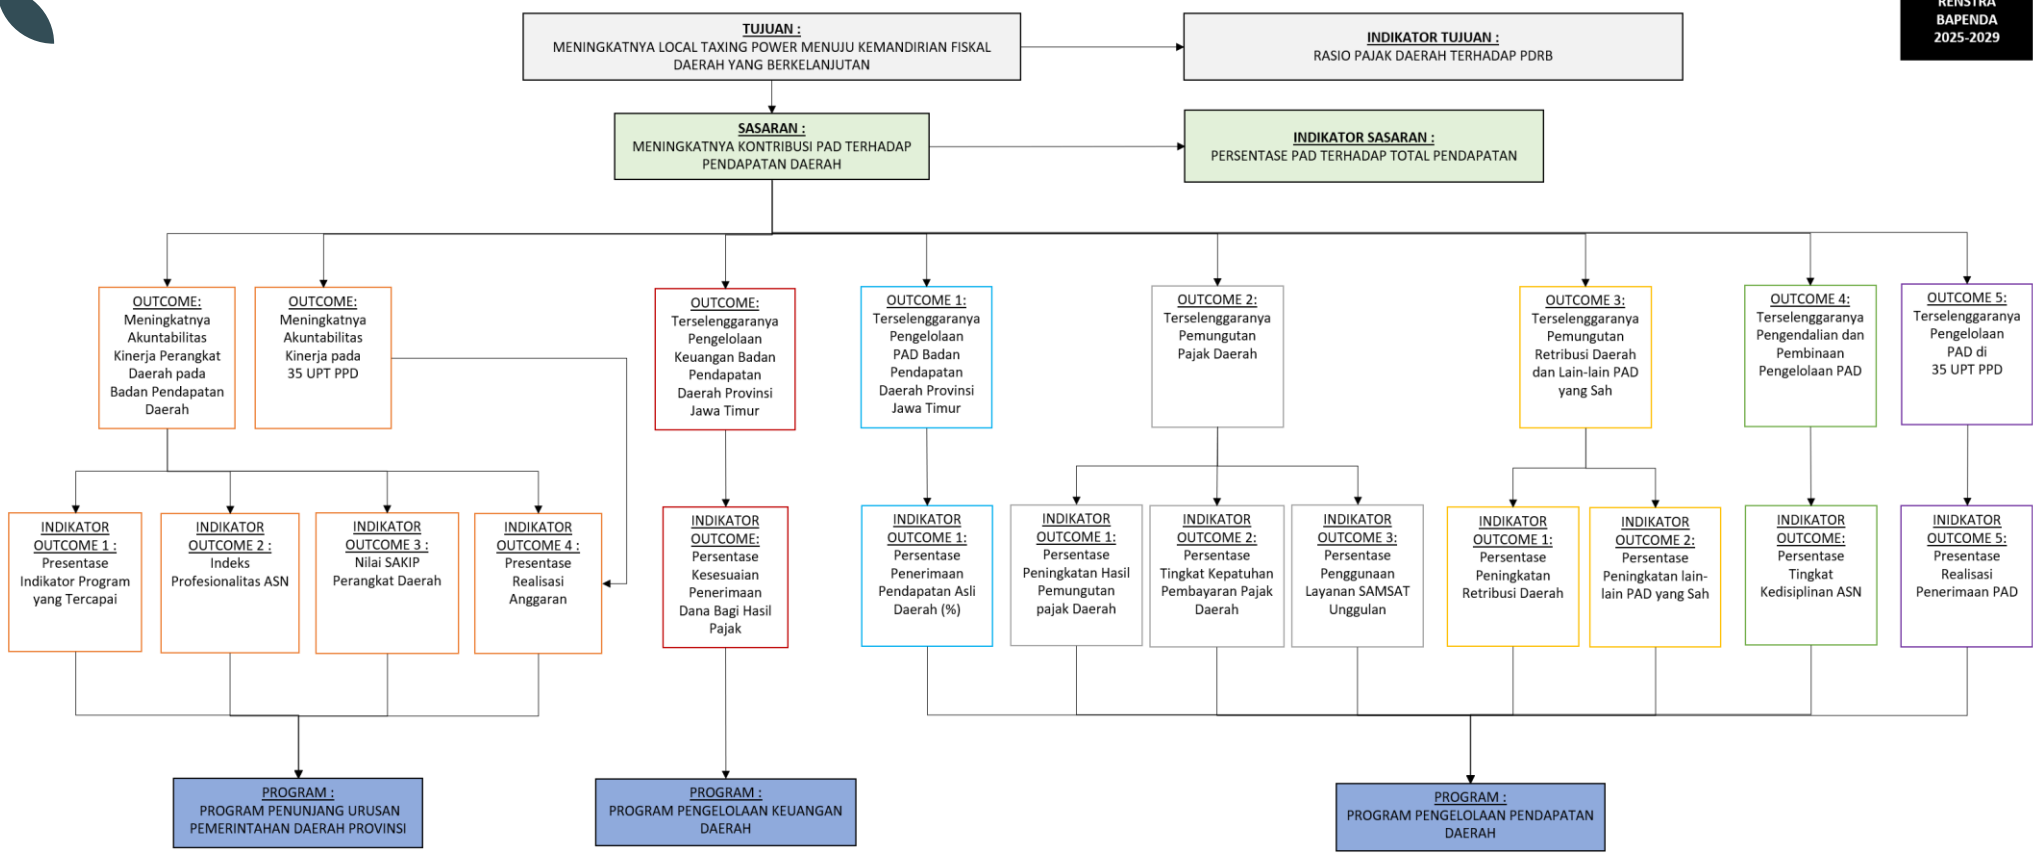 RENSTRA
BAPENDA
2025-2029
TUJUAN :
MENINGKATNYA LOCAL TAXING POWER MENUJU KEMANDIRIAN FISKAL
DAERAH YANG BERKELANJUTAN
INDIKATOR TUJUAN :
RASIO PAJAK DAERAH TERHADAP PDRB
SASARAN :
MENINGKATNYA KONTRIBUSI PAD TERHADAP
PENDAPATAN DAERAH
INDIKATOR SASARAN :
PERSENTASE PAD TERHADAP TOTAL PENDAPATAN
OUTCOME:
Meningkatnya
Akuntabilitas
Kinerja Perangkat
Daerah pada
Badan Pendapatan
Daerah
OUTCOME:
Meningkatnya
Akuntabilitas
Kinerja pada
35 UPT PPD
OUTCOME:
Terselenggaranya
Pengelolaan
Keuangan Badan
Pendapatan
Daerah Provinsi
Jawa Timur
OUTCOME 1:
Terselenggaranya
Pengelolaan
PAD Badan
Pendapatan
Daerah Provinsi
Jawa Timur
OUTCOME 2:
Terselenggaranya
Pemungutan
Pajak Daerah
OUTCOME 3:
Terselenggaranya
Pemungutan
Retribusi Daerah
dan Lain-lain PAD
yang Sah
OUTCOME 4:
Terselenggaranya
Pengendalian dan
Pembinaan
Pengelolaan PAD
OUTCOME 5:
Terselenggaranya
Pengelolaan
PAD di
35 UPT PPD
INDIKATOR
OUTCOME 1 :
Presentase
Indikator Program
yang Tercapai
INDIKATOR
OUTCOME 2 :
Indeks
Profesionalitas ASN
INDIKATOR
OUTCOME 3 :
Nilai SAKIP
Perangkat Daerah
INDIKATOR
OUTCOME 4 :
Presentase
Realisasi
Anggaran
INDIKATOR
OUTCOME:
Persentase
Kesesuaian
Penerimaan
Dana Bagi Hasil
Pajak
INDIKATOR
OUTCOME 1:
Persentase
Penerimaan
Pendapatan Asli
Daerah (%)
INDIKATOR
OUTCOME 1:
Persentase
Peningkatan Hasil
Pemungutan
pajak Daerah
INDIKATOR
OUTCOME 2:
Persentase
Tingkat Kepatuhan
Pembayaran Pajak
Daerah
INDIKATOR
OUTCOME 3:
Persentase
Penggunaan
Layanan SAMSAT
Unggulan
INDIKATOR
OUTCOME 1:
Persentase
Peningkatan
Retribusi Daerah
INDIKATOR
OUTCOME 2:
Persentase
Peningkatan lain-
lain PAD yang Sah
INDIKATOR
OUTCOME:
Persentase
Tingkat
Kedisiplinan ASN
INIDKATOR
OUTCOME 5:
Presentase
Realisasi
Penerimaan PAD
PROGRAM :
PROGRAM PENUNJANG URUSAN
PEMERINTAHAN DAERAH PROVINSI
PROGRAM :
PROGRAM PENGELOLAAN KEUANGAN
DAERAH
PROGRAM :
PROGRAM PENGELOLAAN PENDAPATAN
DAERAH